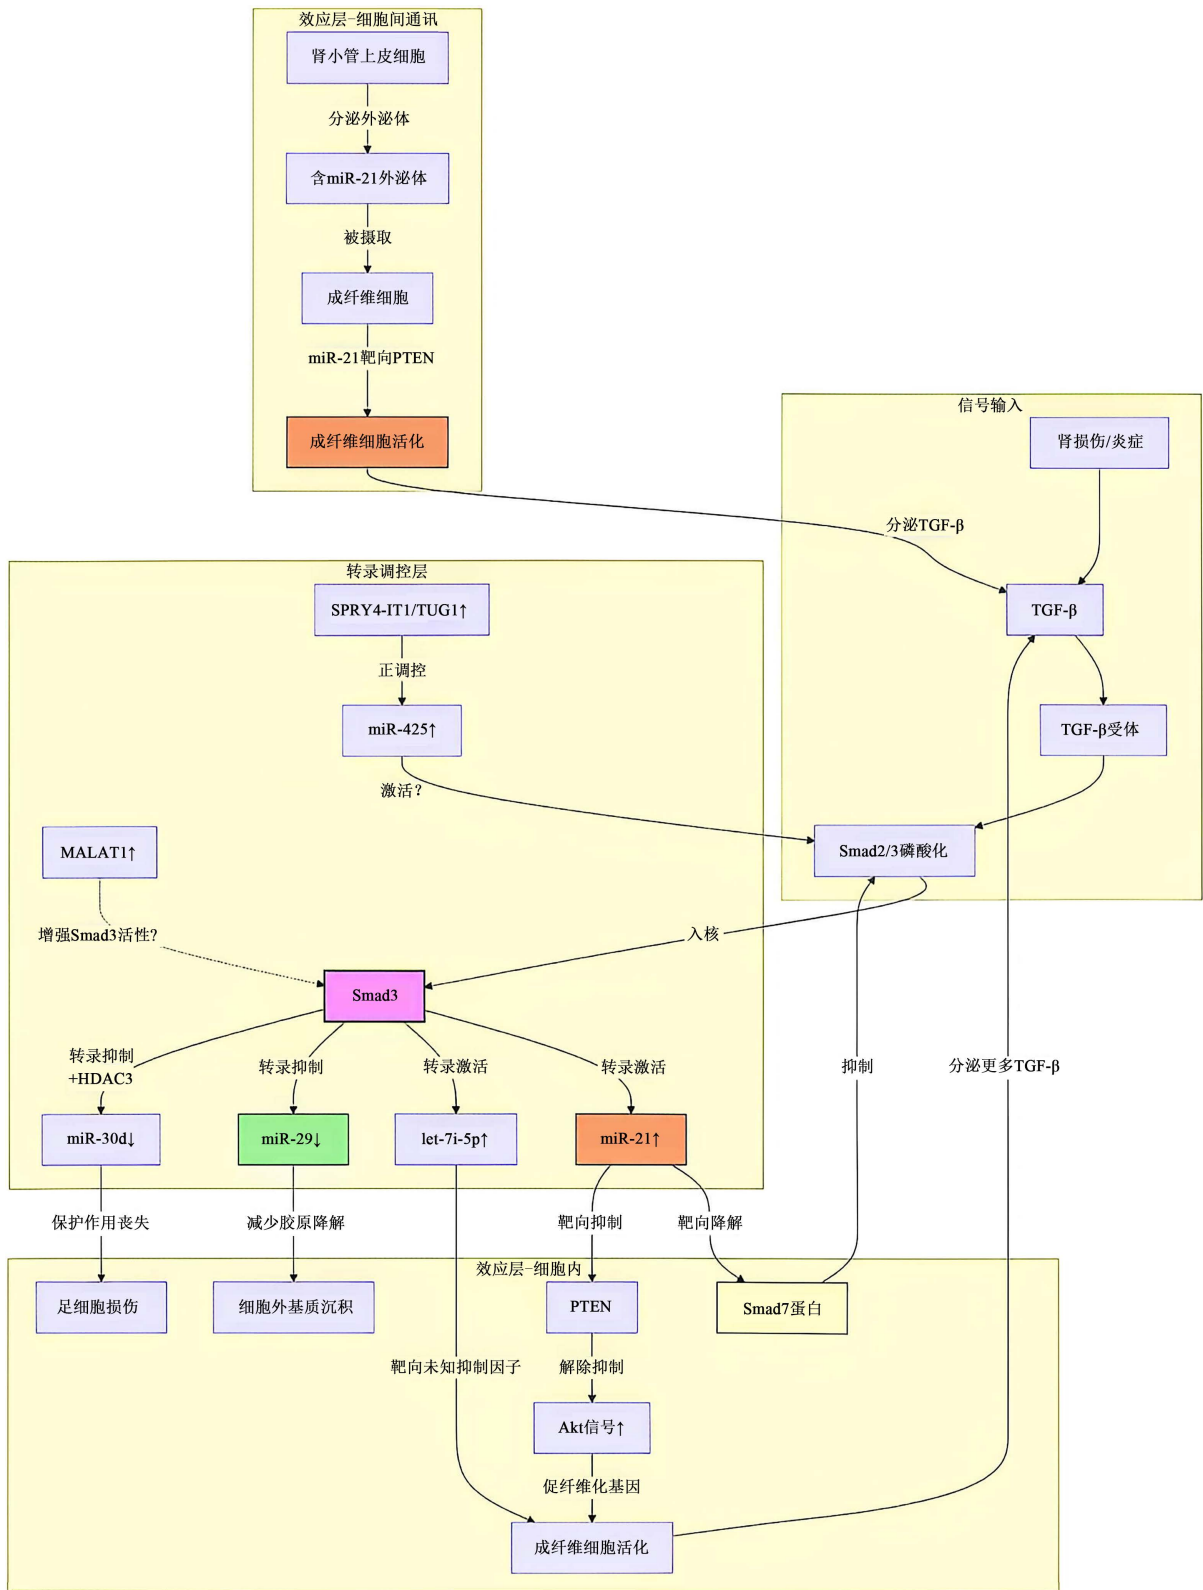 效应层-细胞间通讯
肾小管上皮细胞
分泌外泌体
含miR-21外泌体
被摄取
成纤维细胞
miR-21靶向PTEN
成纤维细胞活化
信号输入
肾损伤/炎症
分泌TGF-β
TGF-β
TGF-β受体
Smad2/3磷酸化
转录调控层
SPRY4-IT1/TUG1↑
正调控
miR-425↑
激活？
MALAT1↑
增强Smad3活性?
入核
Smad3
转录抑制
+HDAC3
转录抑制
转录激活
转录激活
抑制
分泌更多TGF-β
miR-30d↓
miR-29↓
let-7i-5p↑
miR-21↑
保护作用丧失
减少胶原降解
靶向抑制
靶向降解
效应层-细胞内
足细胞损伤
细胞外基质沉积
PTEN
Smad7蛋白
靶向未知抑制因子
解除抑制
Akt信号↑
促纤维化基因
成纤维细胞活化